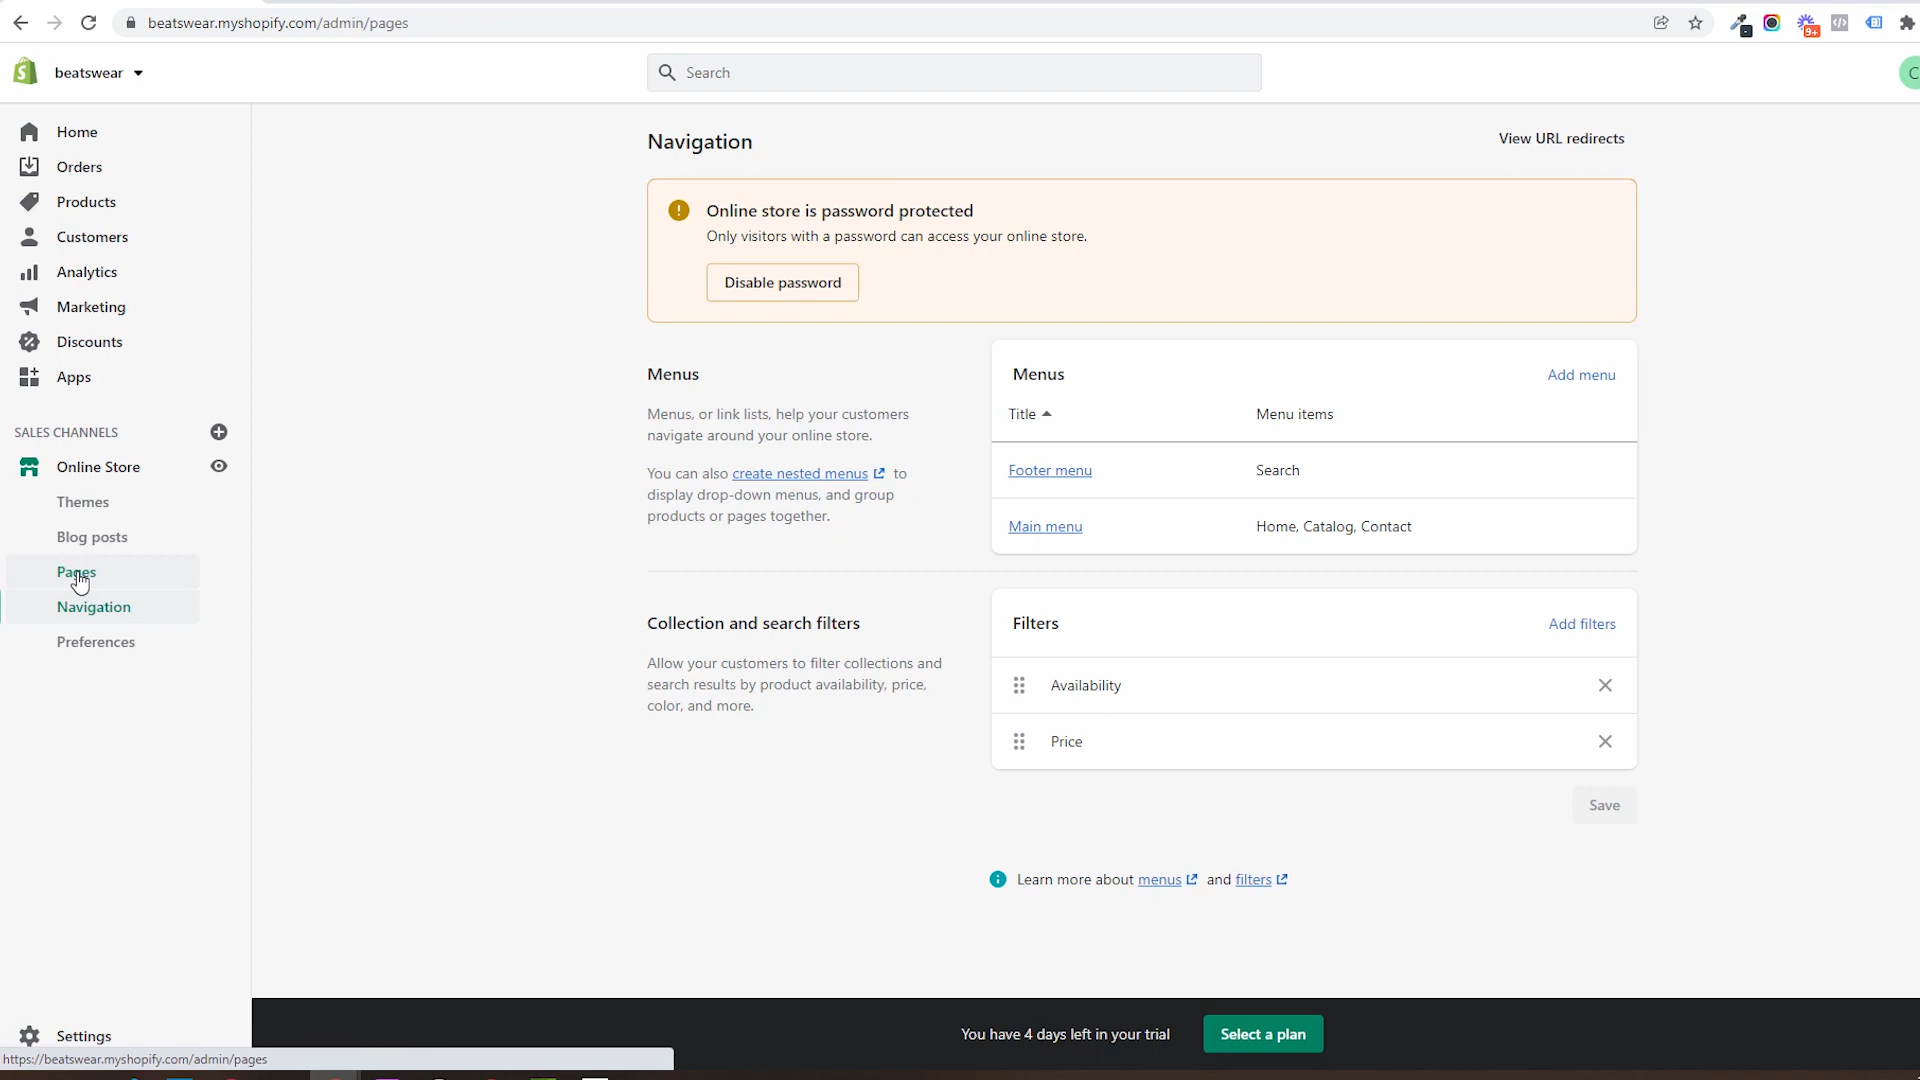 beatswear.myshopify.com/admin/pages
9+
beatswear
Search
C
Home
Orders
Products
Customers
Analytics
Marketing
Discounts
Apps
SALES CHANNELS
Online Store
Themes
Blog posts
Pages
Navigation
Preferences
Settings
https://beatswear.myshopify.com/admin/pages
Navigation
View URL redirects
Online store is password protected
Only visitors with a password can access your online store.
Disable password
Menus
Menus, or link lists, help your customers
navigate around your online store.
You can also create nested menus to
display drop-down menus, and group
products or pages together.
Menus
Add menu
Title
Menu items
Footer menu
Search
Main menu
Home, Catalog, Contact
Collection and search filters
Allow your customers to filter collections and
search results by product availability, price,
color, and more.
Filters
Add filters
Availability
Price
Save
Learn more about menus and filters
You have 4 days left in your trial
Select a plan